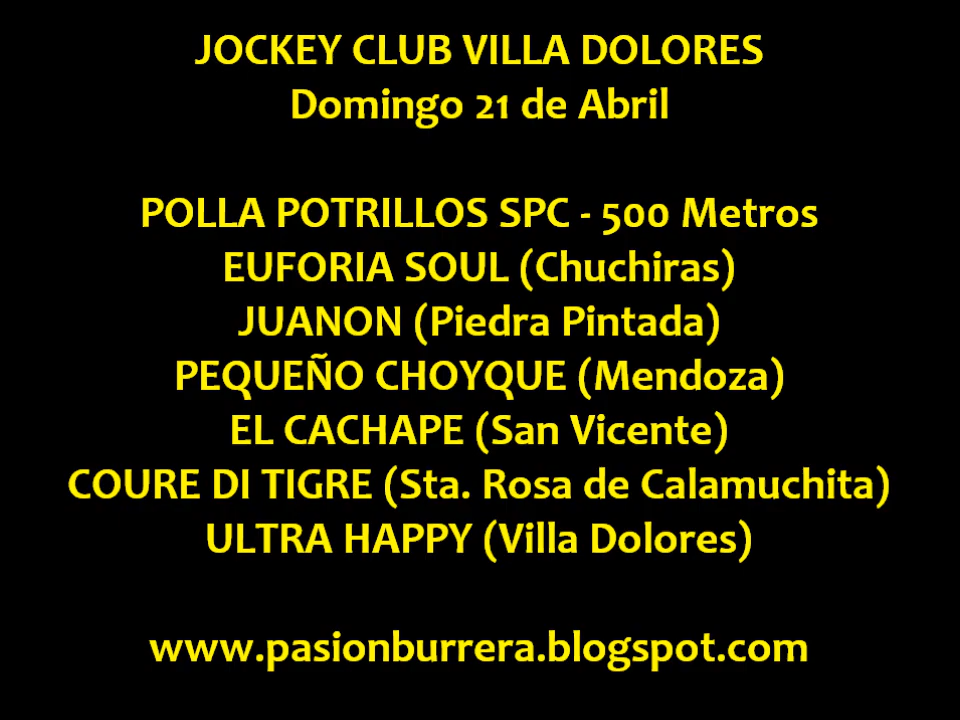 JOCKEY CLUB VILLA DOLORES
Domingo 21 de Abril
POLLA POTRILLOS SPC - 500 Metros
EUFORIA SOUL (Chuchiras)
JUANON (Piedra Pintada)
PEQUEÑO CHOYQUE (Mendoza)
EL CACHAPE (San Vicente)
COURE DI TIGRE (Sta. Rosa de Calamuchita)
ULTRA HAPPY (Villa Dolores)
www.pasionburrera.blogspot.com